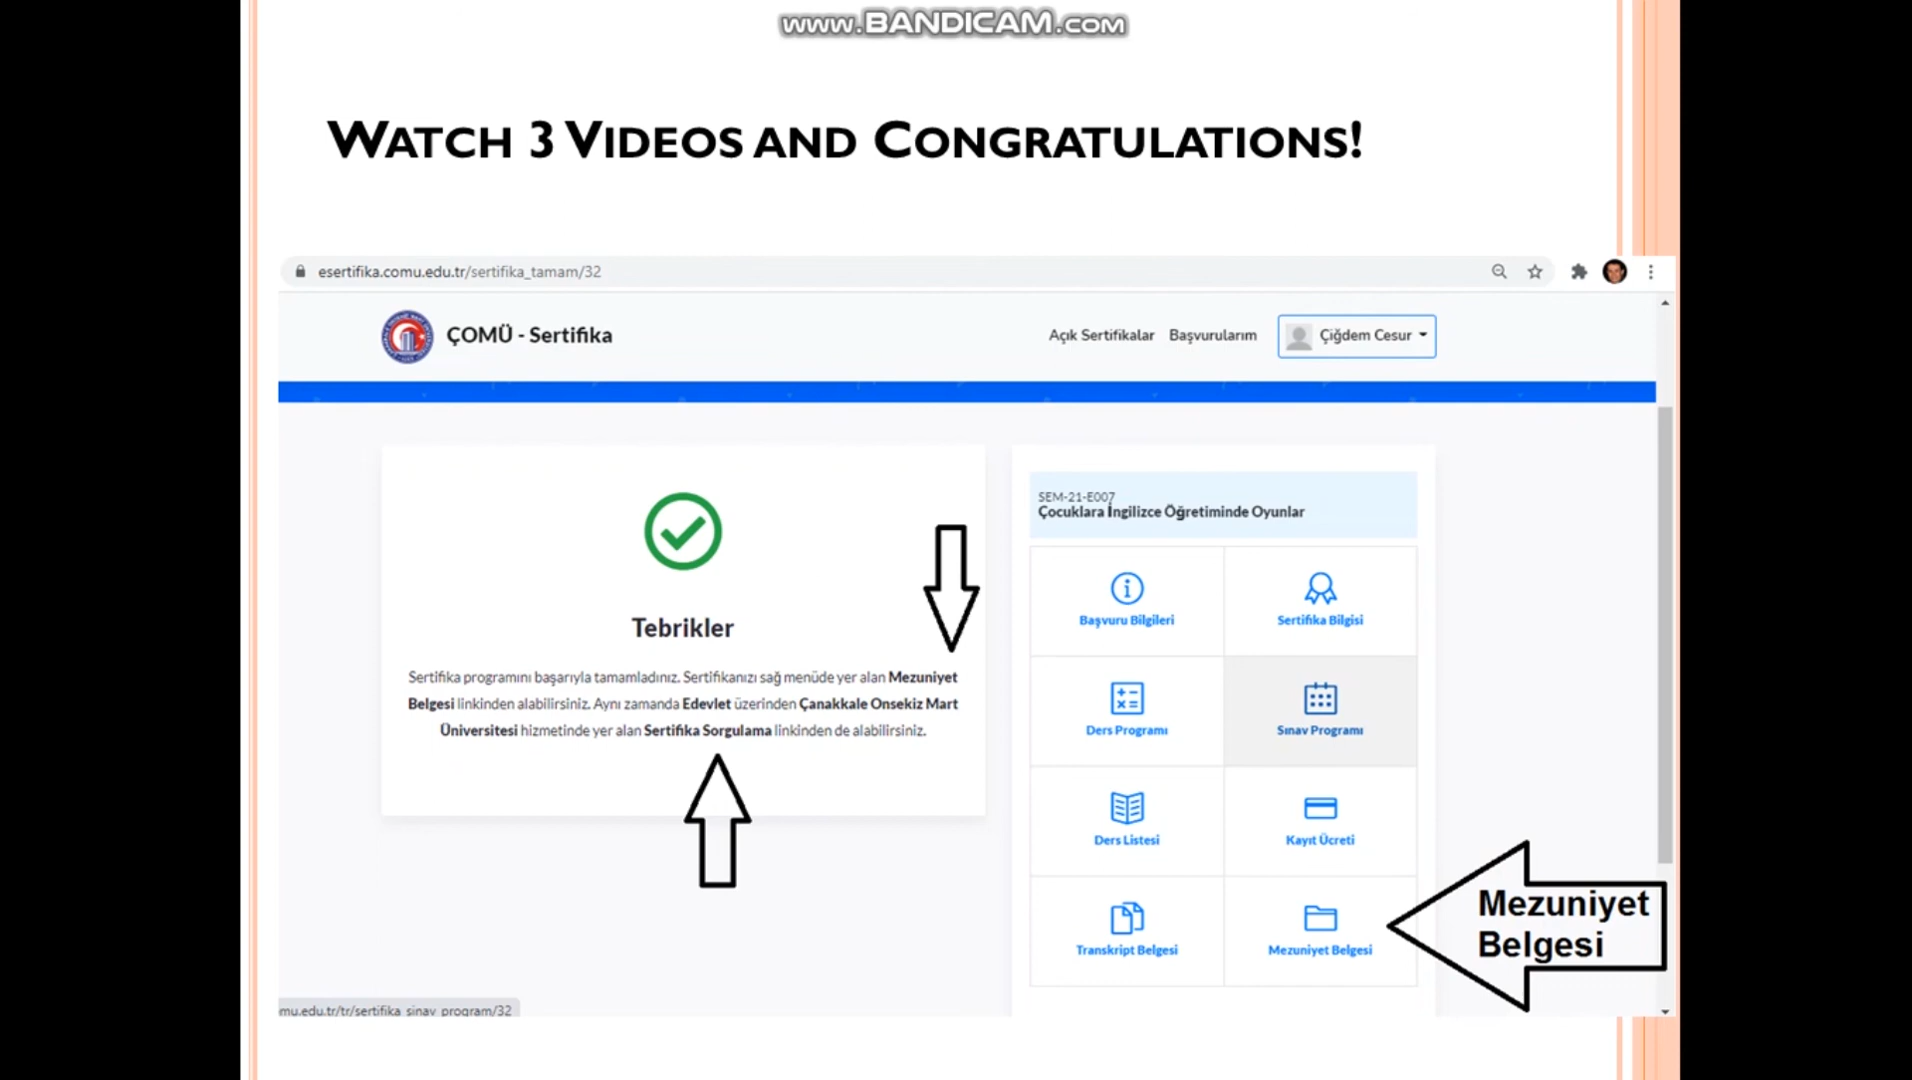 www.BANDICAM.com
WATCH 3 VIDEOS AND CONGRATULATIONS!
esertifika.comu.edu.tr/sertifika_tamam/32
ÇOMÜ - Sertifika
Açık Sertifikalar Başvurularım Çiğdem Cesur
SEM-21-E007
Çocuklara İngilizce Öğretiminde Oyunlar
Tebrikler
Sertifika programını başarıyla tamamladınız. Sertifikanızı sağ menüde yer alan Mezuniyet
Belgesi linkinden alabilirsiniz. Aynı zamanda Edevlet üzerinden Çanakkale Onsekiz Mart
Üniversitesi hizmetinde yer alan Sertifika Sorgulama linkinden de alabilirsiniz.
Başvuru Bilgileri
Sertifika Bilgisi
Ders Programı
Sınav Programı
Ders Listesi
Kayıt Ücreti
Transkript Belgesi
Mezuniyet Belgesi
Mezuniyet
Belgesi
mu.edu.tr/tr/sertifika_sinav_program/32